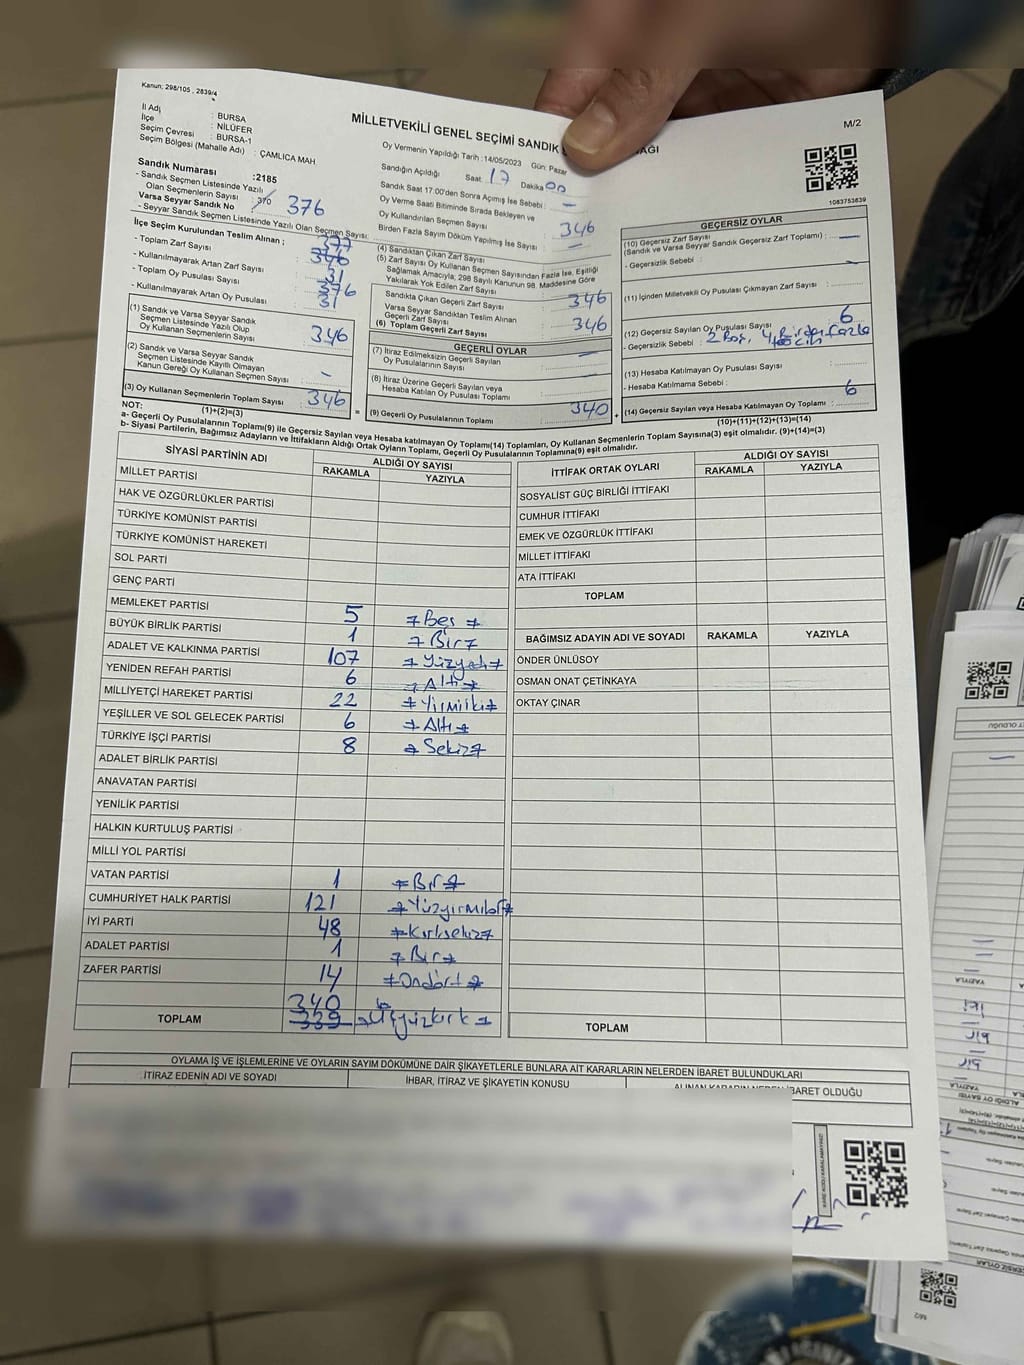 Kanun: 298/105 , 2839/4
İl Adı : BURSA
İlçe : NİLÜFER
Seçim Çevresi : BURSA-1
Seçim Bölgesi (Mahalle Adı) : ÇAMLICA MAH
MİLLETVEKİLİ GENEL SEÇİMİ SANDIK
M/2
Oy Vermenin Yapıldığı Tarih :14/05/2023 Gün: Pazar
Sandığın Açıldığı Saat 17 Dakika 00
Sandık Saat 17:00'den Sonra Açımış İse Sebebi : —
Oy Verme Saati Bitiminde Sırada Bekleyen ve
Oy Kullandırılan Seçmen Sayısı : 346
Birden Fazla Sayım Döküm Yapılmış İse Sayısı : —
1083753839
Sandık Numarası :2185
- Sandık Seçmen Listesinde Yazılı
Olan Seçmenlerin Sayısı : 370 376
Varsa Seyyar Sandık No
- Seyyar Sandık Seçmen Listesinde Yazılı Olan Seçmen Sayısı:
İlçe Seçim Kurulundan Teslim Alınan ;
- Toplam Zarf Sayısı : 377
- Kullanılmayarak Artan Zarf Sayısı : 31
- Toplam Oy Pusulası Sayısı : 376
- Kullanılmayarak Artan Oy Pusulası : 31
(1) Sandık ve Varsa Seyyar Sandık
Seçmen Listesinde Yazılı Olup
Oy Kullanan Seçmenlerin Sayısı : 346
(2) Sandık ve Varsa Seyyar Sandık
Seçmen Listesinde Kayıtlı Olmayan
Kanun Gereği Oy Kullanan Seçmen Sayısı : –
(3) Oy Kullanan Seçmenlerin Toplam Sayısı : 346
(1)+(2)=(3)
(4) Sandıktan Çıkan Zarf Sayısı
(5) Zarf Sayısı Oy Kullanan Seçmen Sayısından Fazla İse, Eşitliği
Sağlamak Amacıyla; 298 Sayılı Kanunun 98. Maddesine Göre
Yakılarak Yok Edilen Zarf Sayısı
Sandıkta Çıkan Geçerli Zarf Sayısı : 346
Varsa Seyyar Sandıktan Teslim Alınan
Geçerli Zarf Sayısı
(6) Toplam Geçerli Zarf Sayısı : 346
GEÇERLİ OYLAR
(7) İtiraz Edilmeksizin Geçerli Sayılan
Oy Pusulalarının Sayısı : —
(8) İtiraz Üzerine Geçerli Sayılan veya
Hesaba Katılan Oy Pusulası Toplamı :
= (9) Geçerli Oy Pusulalarının Toplamı : 340 +
GEÇERSİZ OYLAR
(10) Geçersiz Zarf Sayısı
(Sandık ve Varsa Seyyar Sandık Geçersiz Zarf Toplamı) : —
- Geçersizlik Sebebi : —
(11) İçinden Milletvekili Oy Pusulası Çıkmayan Zarf Sayısı :
(12) Geçersiz Sayılan Oy Pusulası Sayısı : 6
- Geçersizlik Sebebi : 2 Boş, 4 Birden fazla
(13) Hesaba Katılmayan Oy Pusulası Sayısı :
- Hesaba Katılmama Sebebi :
(14) Geçersiz Sayılan veya Hesaba Katılmayan Oy Toplamı : 6
(10)+(11)+(12)+(13)=(14)
NOT:
a- Geçerli Oy Pusulalarının Toplamı(9) ile Geçersiz Sayılan veya Hesaba katılmayan Oy Toplamı(14) Toplamları, Oy Kullanan Seçmenlerin Toplam Sayısına(3) eşit olmalıdır. (9)+(14)=(3)
b- Siyasi Partilerin, Bağımsız Adayların ve İttifakların Aldığı Ortak Oyların Toplamı, Geçerli Oy Pusulalarının Toplamına(9) eşit olmalıdır.
SİYASİ PARTİNİN ADI ALDIĞI OY SAYISI
RAKAMLA YAZIYLA
MİLLET PARTİSİ
HAK VE ÖZGÜRLÜKLER PARTİSİ
TÜRKİYE KOMÜNİST PARTİSİ
TÜRKİYE KOMÜNİST HAREKETİ
SOL PARTİ
GENÇ PARTİ
MEMLEKET PARTİSİ 5 Beş
BÜYÜK BİRLİK PARTİSİ 1 Bir
ADALET VE KALKINMA PARTİSİ 107 Yüzyedi
YENİDEN REFAH PARTİSİ 6 Altı
MİLLİYETÇİ HAREKET PARTİSİ 22 Yirmiiki
YEŞİLLER VE SOL GELECEK PARTİSİ 6 Altı
TÜRKİYE İŞÇİ PARTİSİ 8 Sekiz
ADALET BİRLİK PARTİSİ
ANAVATAN PARTİSİ
YENİLİK PARTİSİ
HALKIN KURTULUŞ PARTİSİ
MİLLİ YOL PARTİSİ
VATAN PARTİSİ 1 Bir
CUMHURİYET HALK PARTİSİ 121 Yüzyirmibir
İYİ PARTİ 48 Kırksekiz
ADALET PARTİSİ 1 Bir
ZAFER PARTİSİ 14 Ondört
340
TOPLAM 339 Üçyüzkırk
İTTİFAK ORTAK OYLARI ALDIĞI OY SAYISI
RAKAMLA YAZIYLA
SOSYALİST GÜÇ BİRLİĞİ İTTİFAKI
CUMHUR İTTİFAKI
EMEK VE ÖZGÜRLÜK İTTİFAKI
MİLLET İTTİFAKI
ATA İTTİFAKI
TOPLAM
BAĞIMSIZ ADAYIN ADI VE SOYADI RAKAMLA YAZIYLA
ÖNDER ÜNLÜSOY
OSMAN ONAT ÇETİNKAYA
OKTAY ÇINAR
TOPLAM
OYLAMA İŞ VE İŞLEMLERİNE VE OYLARIN SAYIM DÖKÜMÜNE DAİR ŞİKAYETLERLE BUNLARA AİT KARARLARIN NELERDEN İBARET BULUNDUKLARI
İTİRAZ EDENİN ADI VE SOYADI İHBAR, İTİRAZ VE ŞİKAYETİN KONUSU ALINAN KARARIN NEDEN İBARET OLDUĞU